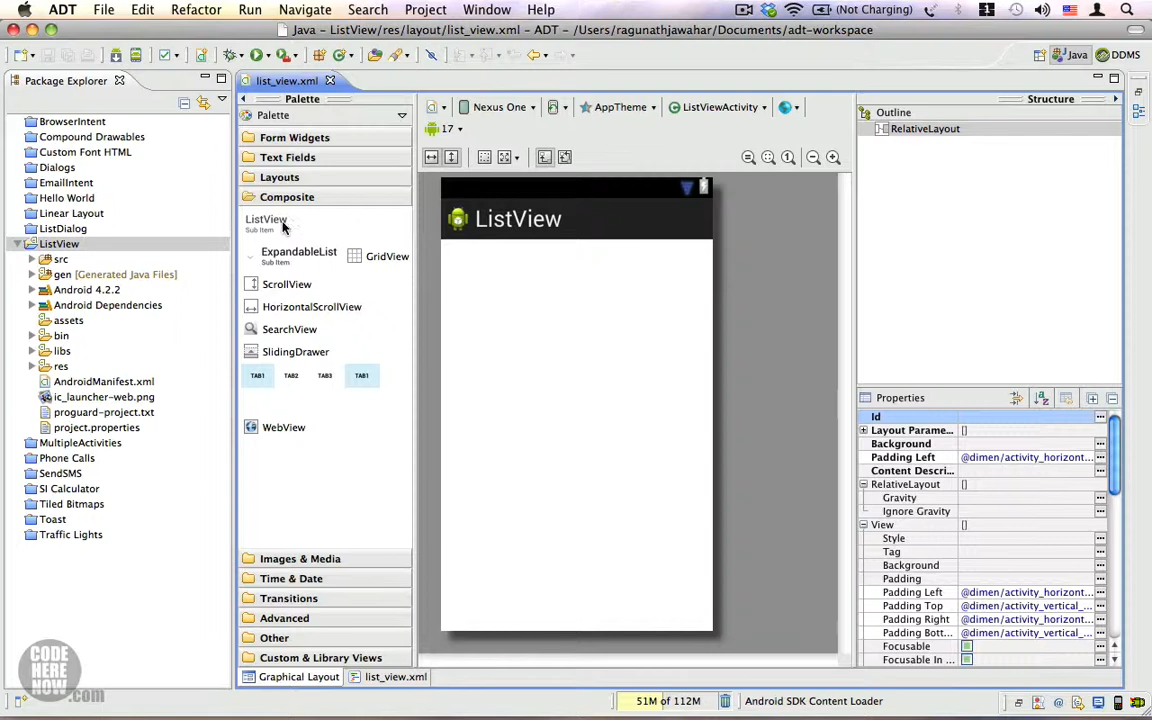 ADT File Edit Refactor Run Navigate Search Project Window Help (Not Charging) 1
Java – ListView/res/layout/list_view.xml – ADT – /Users/ragunathjawahar/Documents/adt-workspace
Java DDMS
Package Explorer
BrowserIntent
Compound Drawables
Custom Font HTML
Dialogs
EmailIntent
Hello World
Linear Layout
ListDialog
ListView
src
gen [Generated Java Files]
Android 4.2.2
Android Dependencies
assets
bin
libs
res
AndroidManifest.xml
ic_launcher-web.png
proguard-project.txt
project.properties
MultipleActivities
Phone Calls
SendSMS
SI Calculator
Tiled Bitmaps
Toast
Traffic Lights
CODE
HERE
NOW.com
list_view.xml
Palette
Palette
Form Widgets
Text Fields
Layouts
Composite
ListView
Sub Item
ExpandableList
Sub Item
GridView
ScrollView
HorizontalScrollView
SearchView
SlidingDrawer
TAB1 TAB2 TAB3 TAB1
WebView
Images & Media
Time & Date
Transitions
Advanced
Other
Custom & Library Views
Graphical Layout list_view.xml
Nexus One AppTheme ListViewActivity
17
ListView
Structure
Outline
RelativeLayout
Properties
Id
Layout Parame... []
Background
Padding Left @dimen/activity_horizont...
Content Descri...
RelativeLayout []
Gravity
Ignore Gravity
View []
Style
Tag
Background
Padding
Padding Left @dimen/activity_horizont...
Padding Top @dimen/activity_vertical_...
Padding Right @dimen/activity_horizont...
Padding Bott... @dimen/activity_vertical_...
Focusable
Focusable In
51M of 112M Android SDK Content Loader